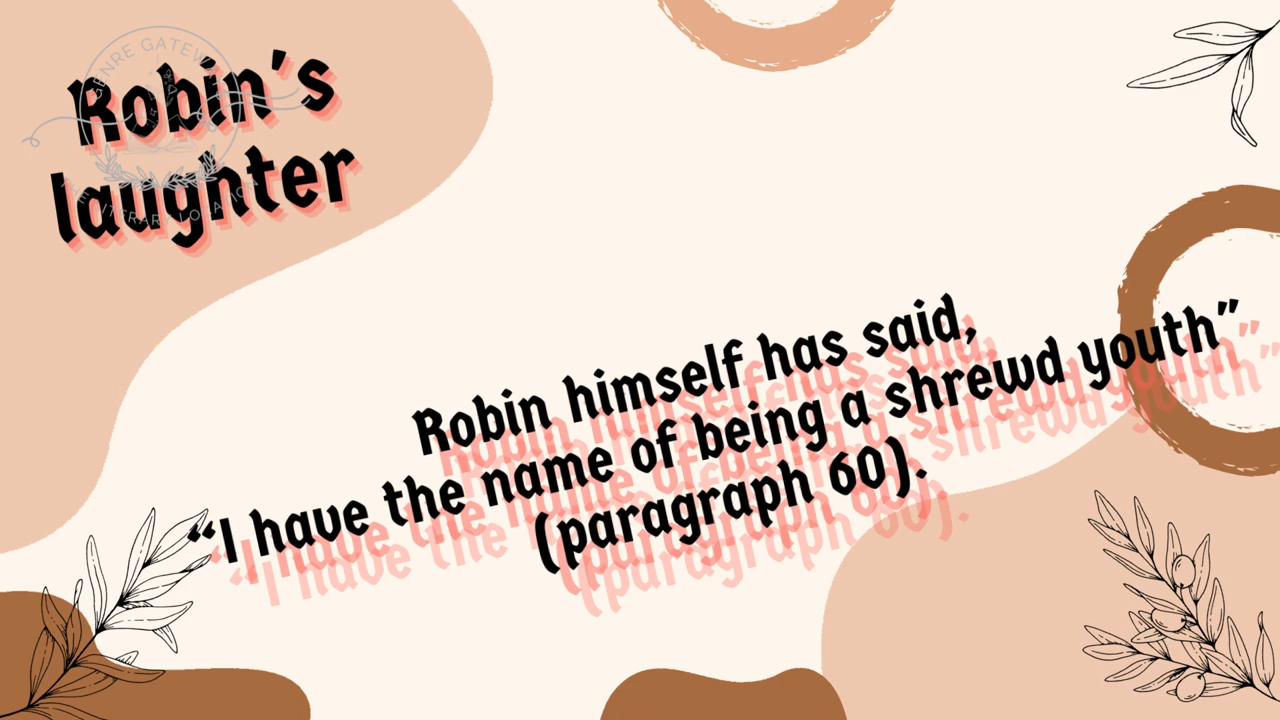 Robin's
laughter
Robin himself has said,
“I have the name of being a shrewd youth”
(paragraph 60).